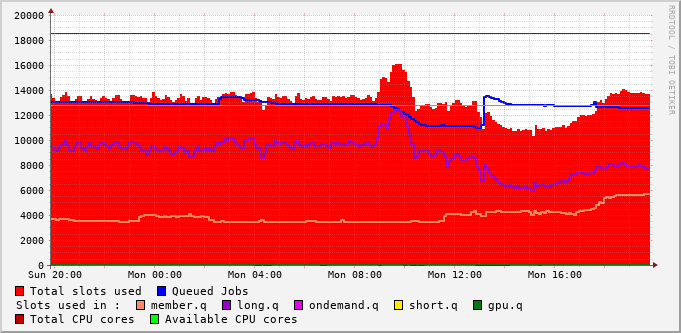 20000
18000
16000
14000
12000
10000
8000
6000
4000
2000
0
Sun 20:00 Mon 00:00 Mon 04:00 Mon 08:00 Mon 12:00 Mon 16:00
RRDTOOL / TOBI OETIKER
Total slots used Queued Jobs
Slots used in : member.q long.q ondemand.q short.q gpu.q
Total CPU cores Available CPU cores